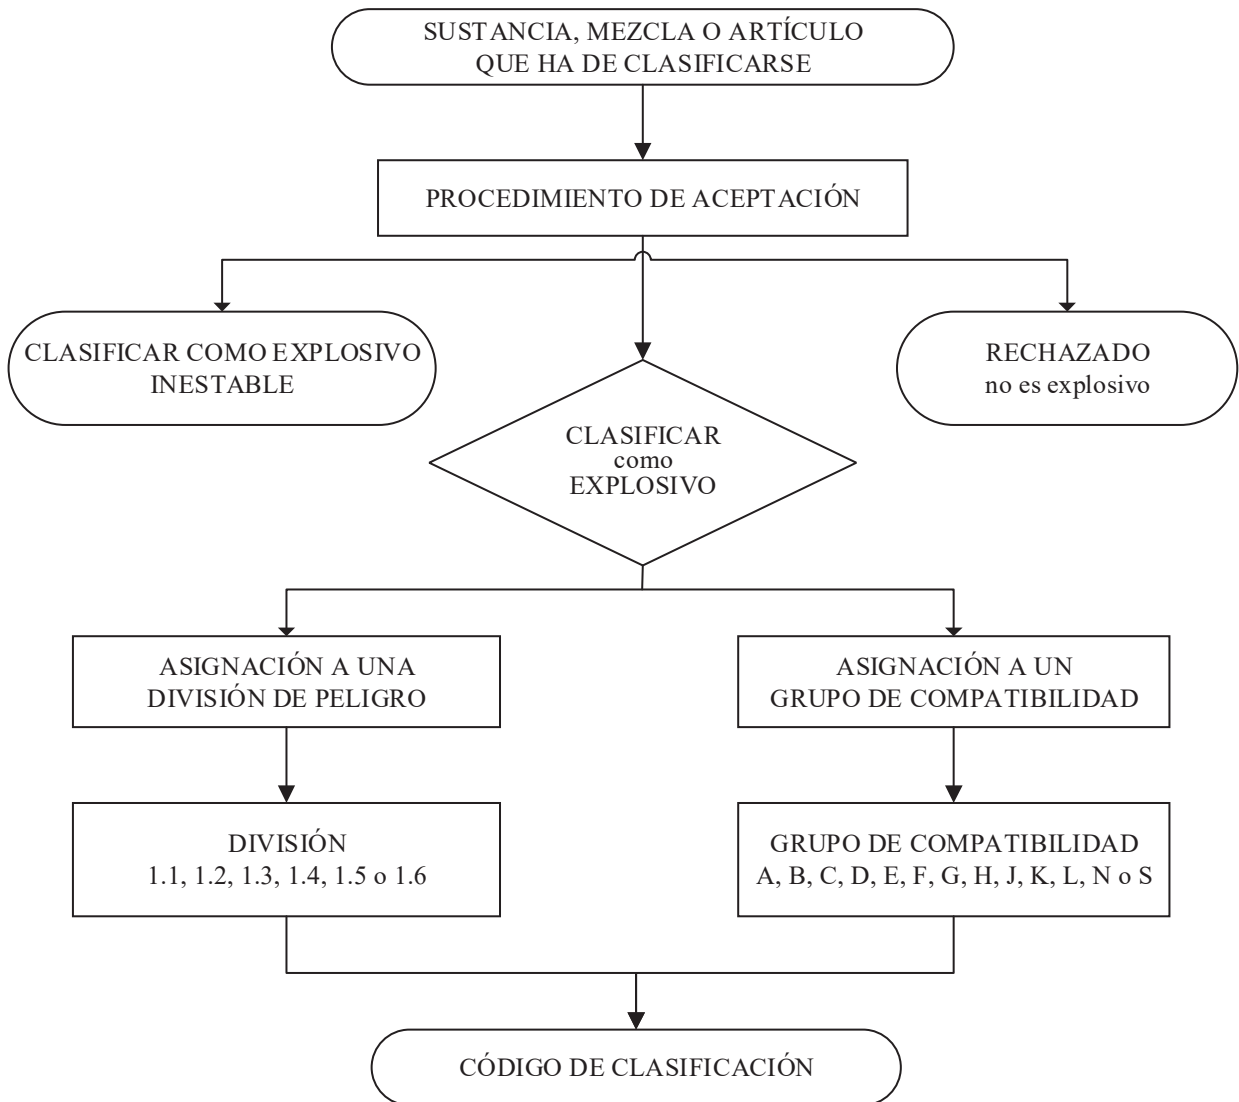 SUSTANCIA, MEZCLA O ARTÍCULO
QUE HA DE CLASIFICARSE
PROCEDIMIENTO DE ACEPTACIÓN
CLASIFICAR COMO EXPLOSIVO
INESTABLE
RECHAZADO
no es explosivo
CLASIFICAR
como
EXPLOSIVO
ASIGNACIÓN A UNA
DIVISIÓN DE PELIGRO
ASIGNACIÓN A UN
GRUPO DE COMPATIBILIDAD
DIVISIÓN
1.1, 1.2, 1.3, 1.4, 1.5 o 1.6
GRUPO DE COMPATIBILIDAD
A, B, C, D, E, F, G, H, J, K, L, N o S
CÓDIGO DE CLASIFICACIÓN